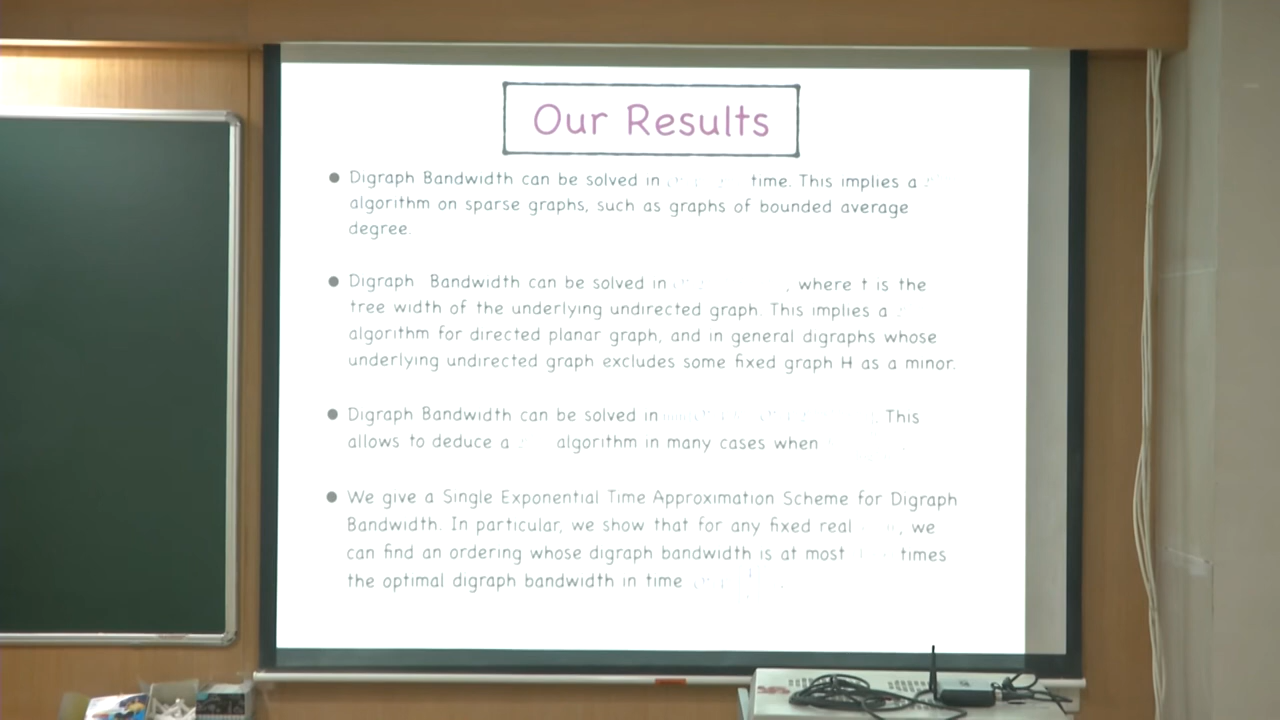 Our Results
Digraph Bandwidth can be solved in time. This implies a
algorithm on sparse graphs, such as graphs of bounded average
degree.
Digraph Bandwidth can be solved in , where t is the
tree width of the underlying undirected graph. This implies a
algorithm for directed planar graph, and in general digraphs whose
underlying undirected graph excludes some fixed graph H as a minor.
Digraph Bandwidth can be solved in . This
allows to deduce a algorithm in many cases when
We give a Single Exponential Time Approximation Scheme for Digraph
Bandwidth. In particular, we show that for any fixed real , we
can find an ordering whose digraph bandwidth is at most times
the optimal digraph bandwidth in time